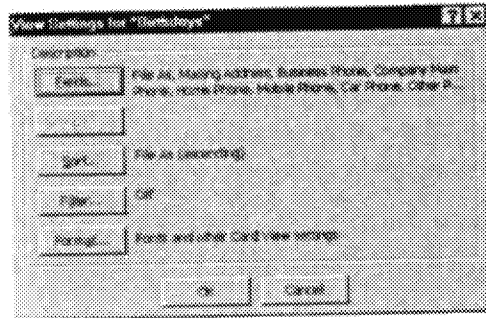 View Settings for "Birthdays"
Description
Fields...
File As, Mailing Address, Business Phone, Company Main
Phone, Home Phone, Mobile Phone, Car Phone, Other P...
Sort...
File As (ascending)
Filter...
Off
Format...
Fonts and other Card View settings
OK
Cancel